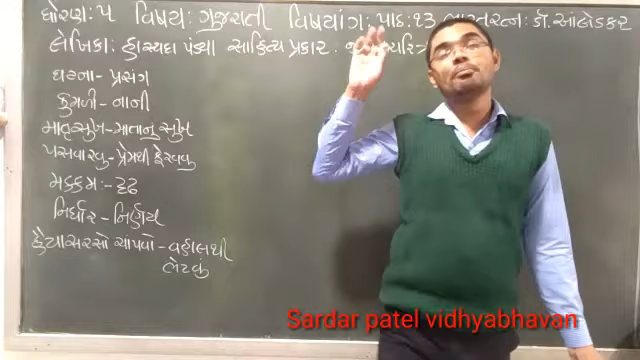 ધોરણ: ૫ વિષય: ગુજરાતી વિષયાંગ: પાઠ: ૧૩ ભારતરત્ન: ડૉ. આંબેડકર
લેખિકા: હાસ્યદા પંડ્યા સાહિત્ય પ્રકાર.
ઘટના - પ્રસંગ
કુમળી - નાની
માતૃસુખ - માતાનુ સુખ
પસવારવુ - પ્રેમથી ફેરવવુ
મક્કમ :- દૃઢ
નિર્ધાર - નિર્ણય
હૈયાસરસો ચાંપવો - વહાલથી
ભેટવુ
Sardar patel vidhyabhavan